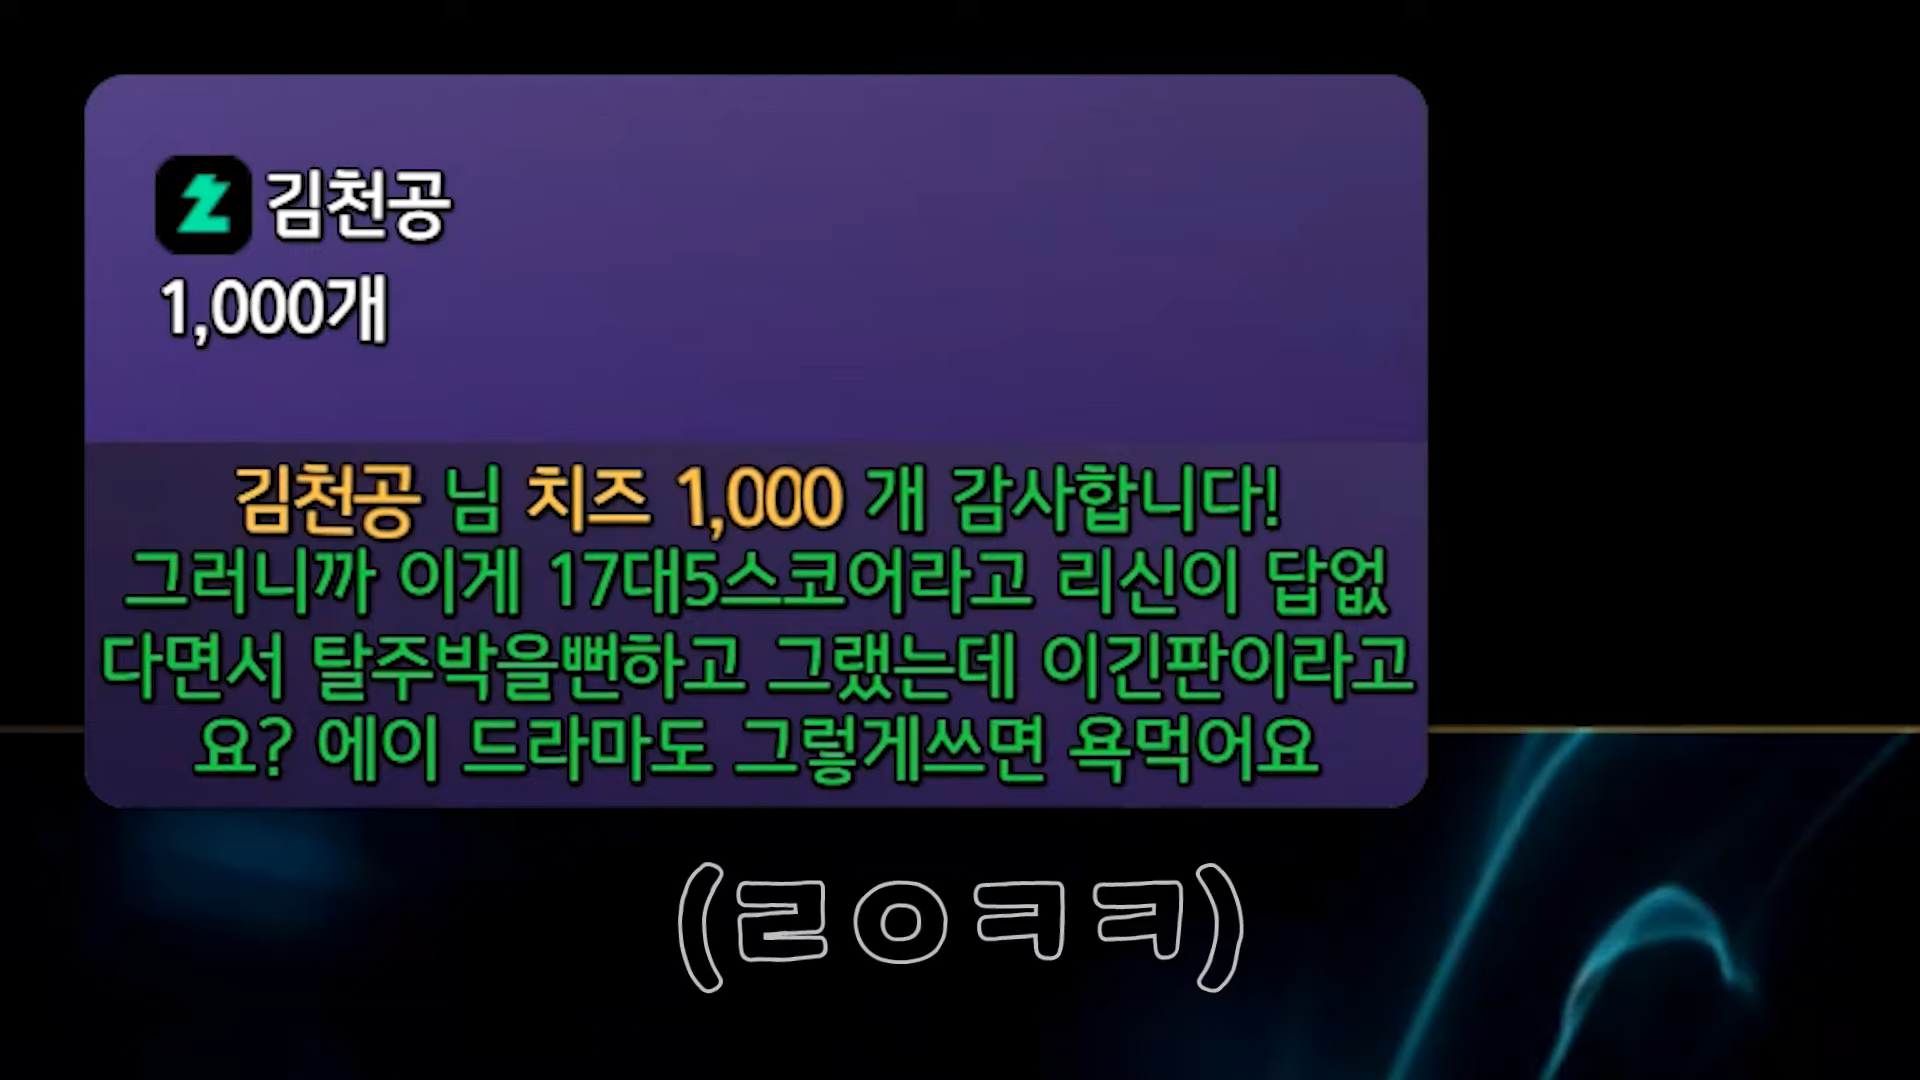 김천공
1,000개
김천공 님 치즈 1,000 개 감사합니다!
그러니까 이게 17대5스코어라고 리신이 답없
다면서 탈주박을뻔하고 그랬는데 이긴판이라고
요? 에이 드라마도 그렇게쓰면 욕먹어요
(ㄹㅇㅋㅋ)